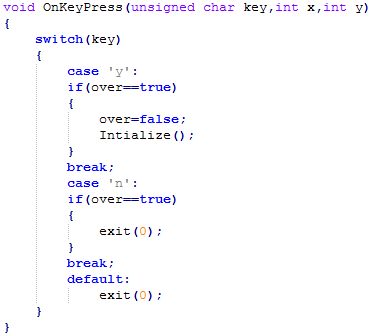 void OnKeyPress(unsigned char key,int x,int y)
{
    switch(key)
    {
        case 'y':
        if(over==true)
        {
            over=false;
            Intialize();
        }
        break;
        case 'n':
        if(over==true)
        {
            exit(0);
        }
        break;
        default:
            exit(0);
    }
}